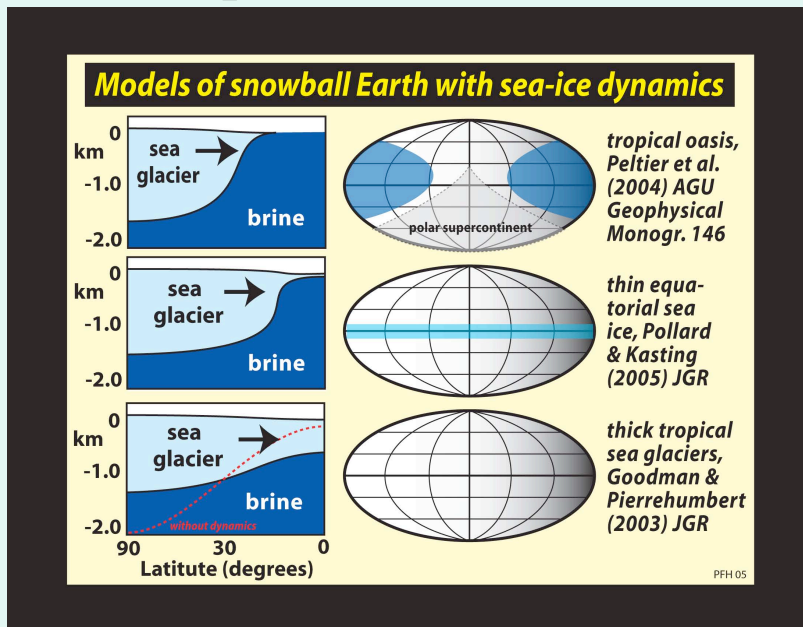 Models of snowball Earth with sea-ice dynamics
0
km
-1.0
-2.0
sea
glacier
brine
polar supercontinent
tropical oasis,
Peltier et al.
(2004) AGU
Geophysical
Monogr. 146
0
km
-1.0
-2.0
sea
glacier
brine
thin equa-
torial sea
ice, Pollard
& Kasting
(2005) JGR
0
km
-1.0
-2.0
sea
glacier
brine
without dynamics
90
30
0
Latitute (degrees)
thick tropical
sea glaciers,
Goodman &
Pierrehumbert
(2003) JGR
PFH 05